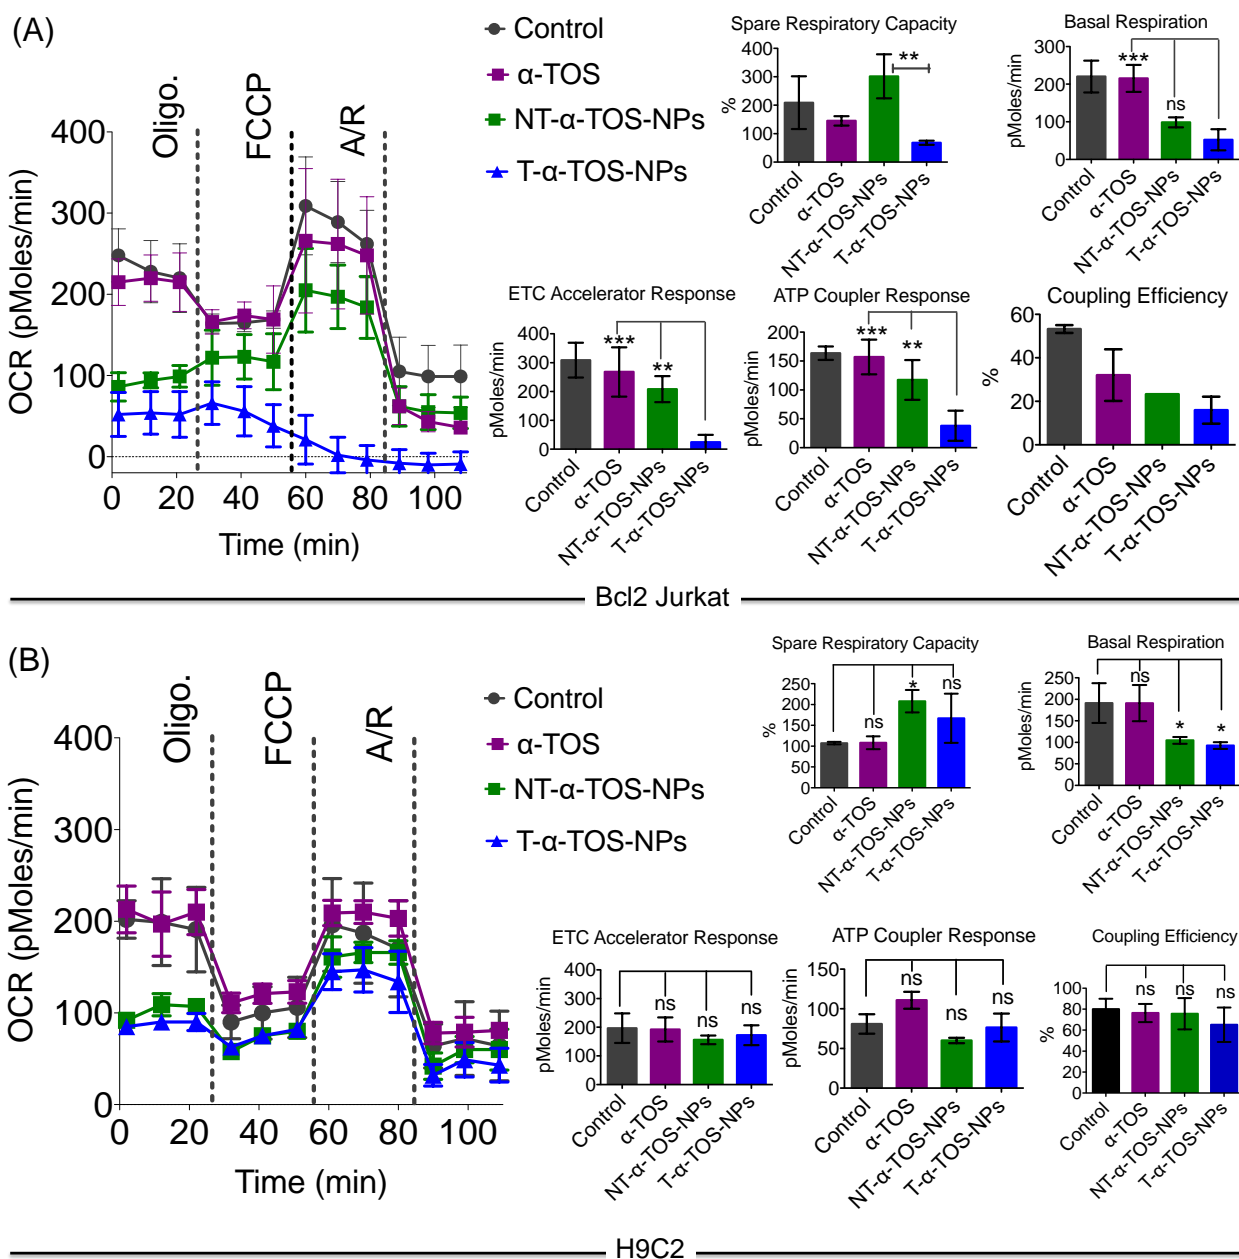 (A)
Oligo.
FCCP
A/R
400
300
200
100
0
OCR (pMoles/min)
0 20 40 60 80 100
Time (min)
Control
α-TOS
NT-α-TOS-NPs
T-α-TOS-NPs
Spare Respiratory Capacity
400
300
200
100
0
%
**
Control
α-TOS
NT-α-TOS-NPs
T-α-TOS-NPs
Basal Respiration
300
200
100
0
pMoles/min
***
ns
Control
α-TOS
NT-α-TOS-NPs
T-α-TOS-NPs
ETC Accelerator Response
400
300
200
100
0
pMoles/min
***
**
Control
α-TOS
NT-α-TOS-NPs
T-α-TOS-NPs
ATP Coupler Response
200
150
100
50
0
pMoles/min
***
**
Control
α-TOS
NT-α-TOS-NPs
T-α-TOS-NPs
Coupling Efficiency
60
40
20
0
%
Control
α-TOS
NT-α-TOS-NPs
T-α-TOS-NPs
Bcl2 Jurkat
(B)
Oligo.
FCCP
A/R
400
300
200
100
0
OCR (pMoles/min)
0 20 40 60 80 100
Time (min)
Control
α-TOS
NT-α-TOS-NPs
T-α-TOS-NPs
Spare Respiratory Capacity
250
200
150
100
50
0
%
ns
*
ns
Control
α-TOS
NT-α-TOS-NPs
T-α-TOS-NPs
Basal Respiration
250
200
150
100
50
0
pMoles/min
ns
*
*
Control
α-TOS
NT-α-TOS-NPs
T-α-TOS-NPs
ETC Accelerator Response
400
300
200
100
0
pMoles/min
ns
ns
ns
Control
α-TOS
NT-α-TOS-NPs
T-α-TOS-NPs
ATP Coupler Response
150
100
50
0
pMoles/min
ns
ns
ns
Control
α-TOS
NT-α-TOS-NPs
T-α-TOS-NPs
Coupling Efficiency
100
80
60
40
20
0
%
ns
ns
ns
Control
α-TOS
NT-α-TOS-NPs
T-α-TOS-NPs
H9C2